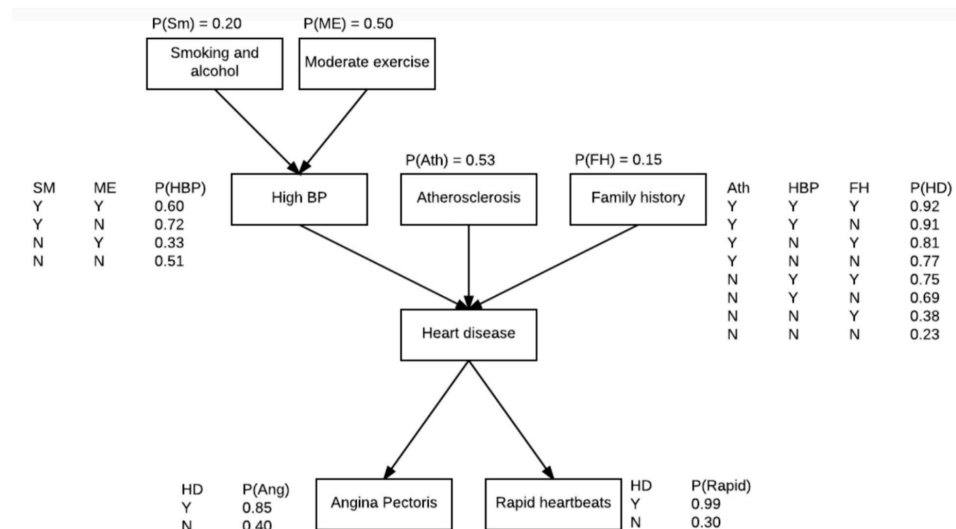 P(Sm) = 0.20 P(ME) = 0.50
Smoking and
alcohol
Moderate exercise
P(Ath) = 0.53 P(FH) = 0.15
SM ME P(HBP)
Y Y 0.60
Y N 0.72
N Y 0.33
N N 0.51
High BP
Atherosclerosis
Family history
Ath HBP FH P(HD)
Y Y Y 0.92
Y Y N 0.91
Y N Y 0.81
Y N N 0.77
N Y Y 0.75
N Y N 0.69
N N Y 0.38
N N N 0.23
Heart disease
HD P(Ang)
Y 0.85
N 0.40
Angina Pectoris
Rapid heartbeats
HD P(Rapid)
Y 0.99
N 0.30